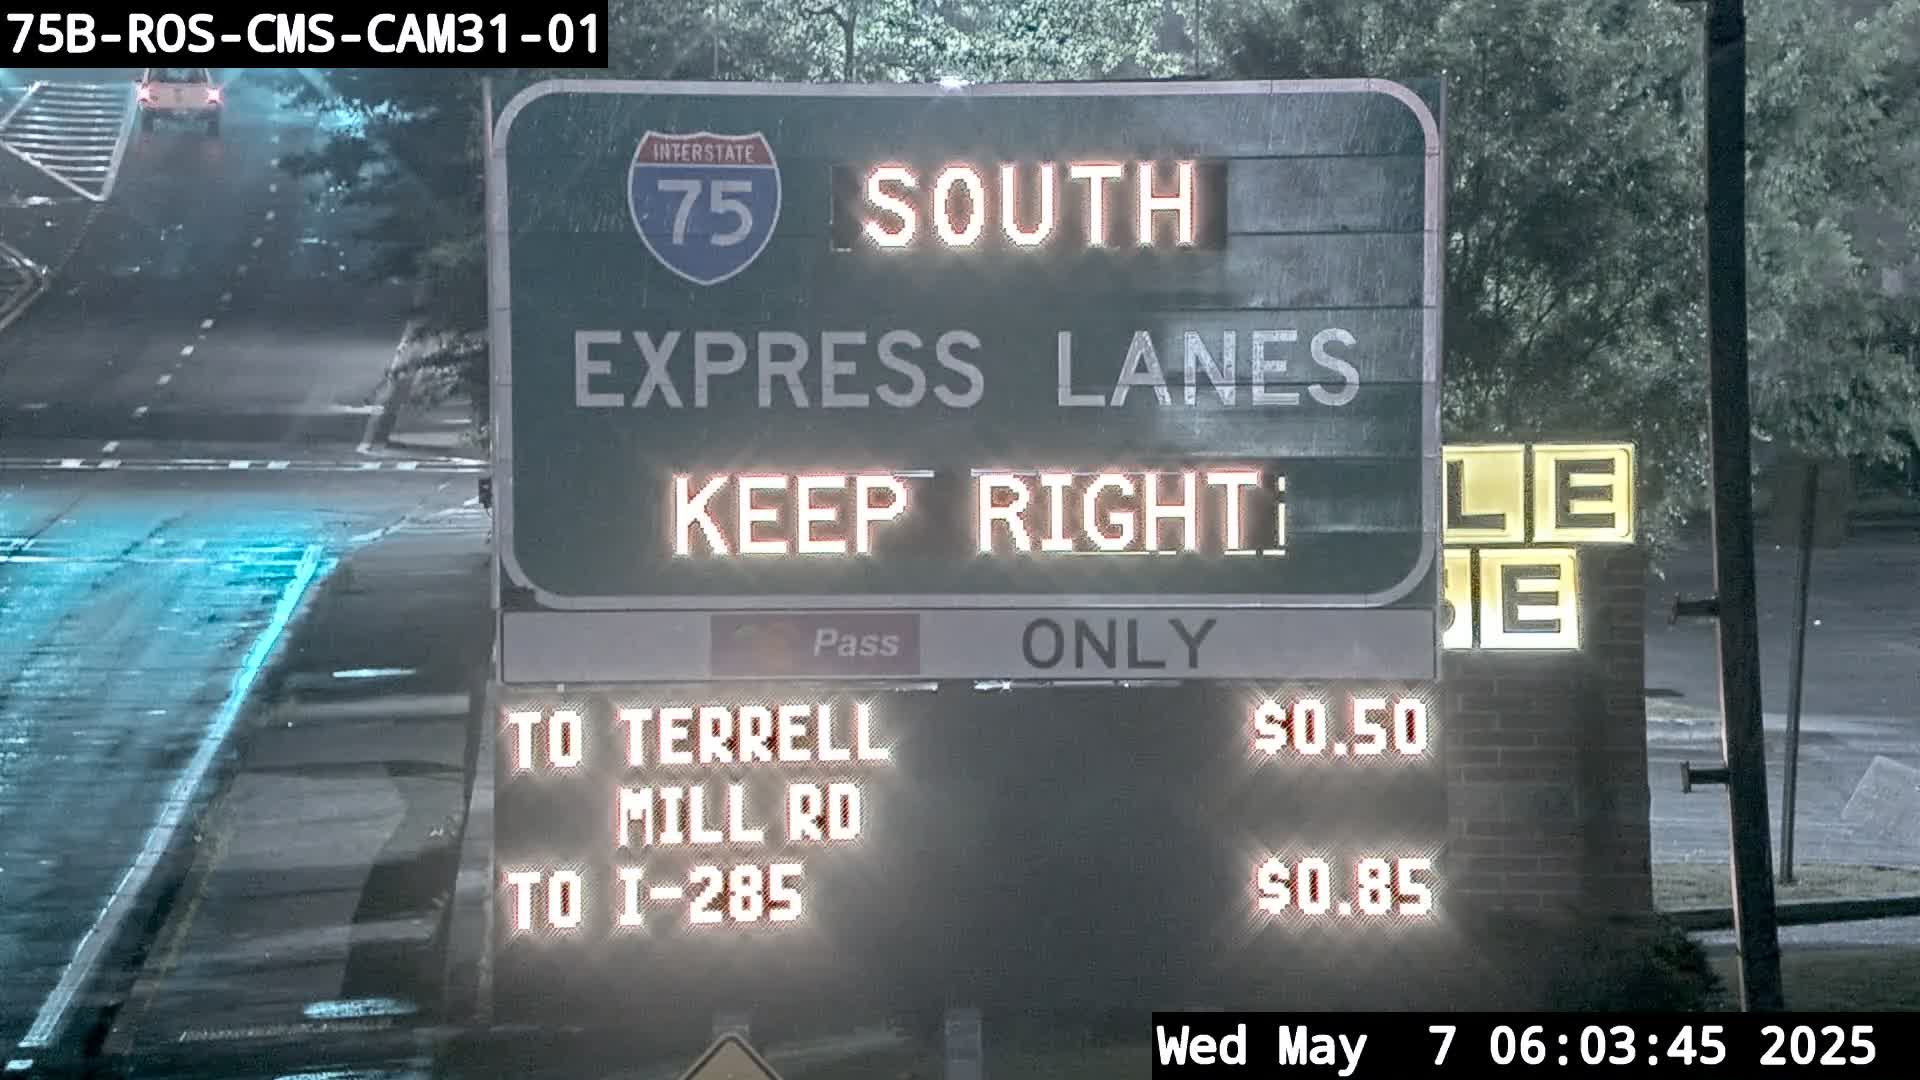 75B-ROS-CMS-CAM31-01
INTERSTATE
75
SOUTH
EXPRESS LANES
KEEP RIGHT
Pass ONLY
TO TERRELL $0.50
MILL RD
TO I-285 $0.85
LE
E
Wed May 7 06:03:45 2025